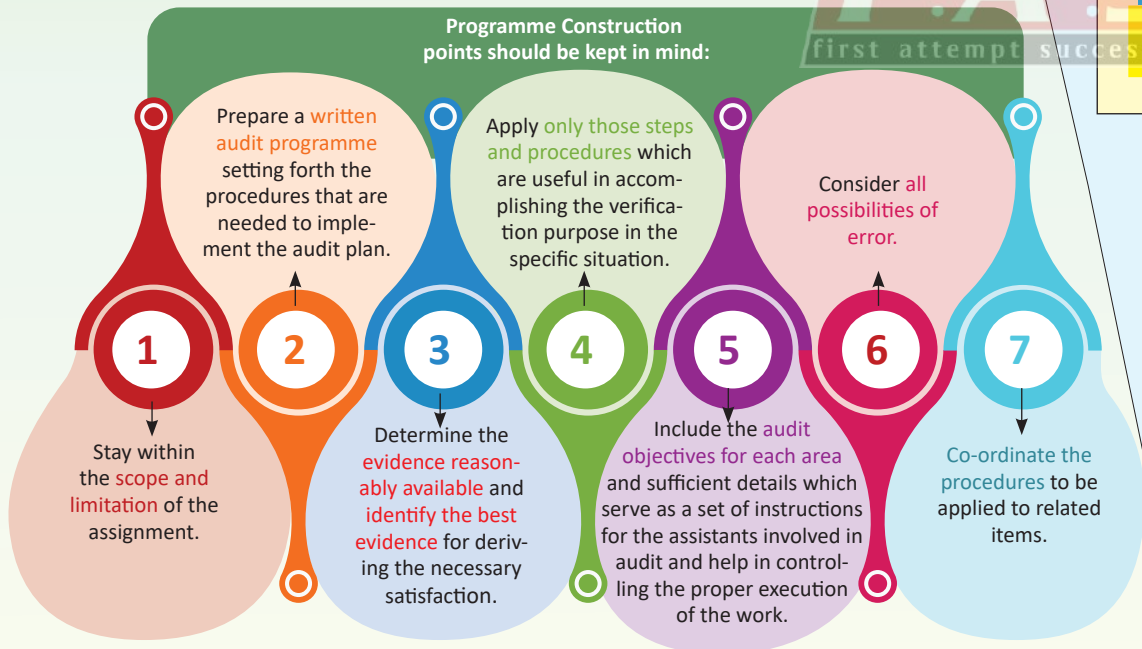 Programme Construction
points should be kept in mind:
first attempt succes
1
Stay within
the scope and
limitation of the
assignment.
2
Prepare a written
audit programme
setting forth the
procedures that are
needed to imple-
ment the audit plan.
3
Determine the
evidence reason-
ably available and
identify the best
evidence for deriv-
ing the necessary
satisfaction.
4
Apply only those steps
and procedures which
are useful in accom-
plishing the verifica-
tion purpose in the
specific situation.
5
Include the audit
objectives for each area
and sufficient details which
serve as a set of instructions
for the assistants involved in
audit and help in control-
ling the proper execution
of the work.
6
Consider all
possibilities of
error.
7
Co-ordinate the
procedures to be
applied to related
items.